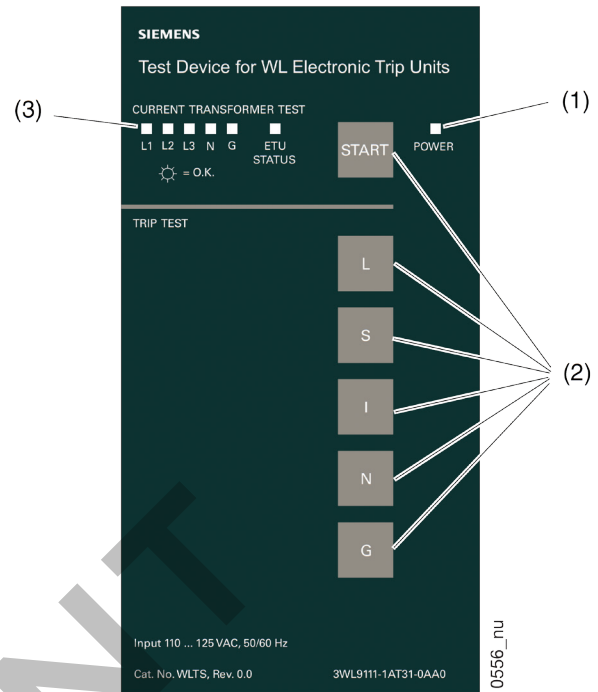 SIEMENS
Test Device for WL Electronic Trip Units
CURRENT TRANSFORMER TEST
(3)
(1)
L1 L2 L3 N G ETU STATUS
START
POWER
= O.K.
TRIP TEST
L
S
(2)
I
N
G
Input 110 ... 125 VAC, 50/60 Hz
Cat. No. WLTS, Rev. 0.0
3WL9111-1AT31-0AA0
0556_nu
NT